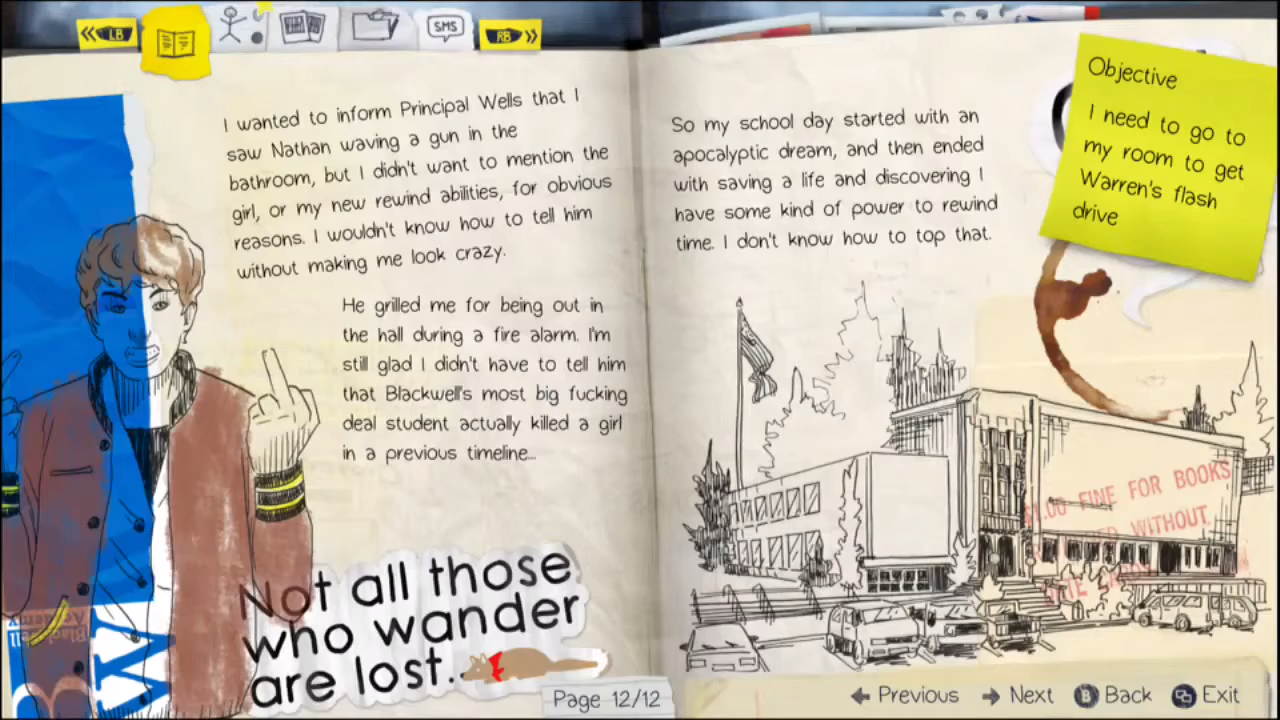 LB
SMS
RB
I wanted to inform Principal Wells that I
saw Nathan waving a gun in the
bathroom, but I didn't want to mention the
girl, or my new rewind abilities, for obvious
reasons. I wouldn't know how to tell him
without making me look crazy.
He grilled me for being out in
the hall during a fire alarm. I'm
still glad I didn't have to tell him
that Blackwell's most big fucking
deal student actually killed a girl
in a previous timeline...
Not all those
who wander
are lost.
Page 12/12
So my school day started with an
apocalyptic dream, and then ended
with saving a life and discovering I
have some kind of power to rewind
time. I don't know how to top that.
Objective
I need to go to
my room to get
Warren's flash
drive
FINE FOR BOOKS
WITHOUT
Previous
Next
B Back
Exit